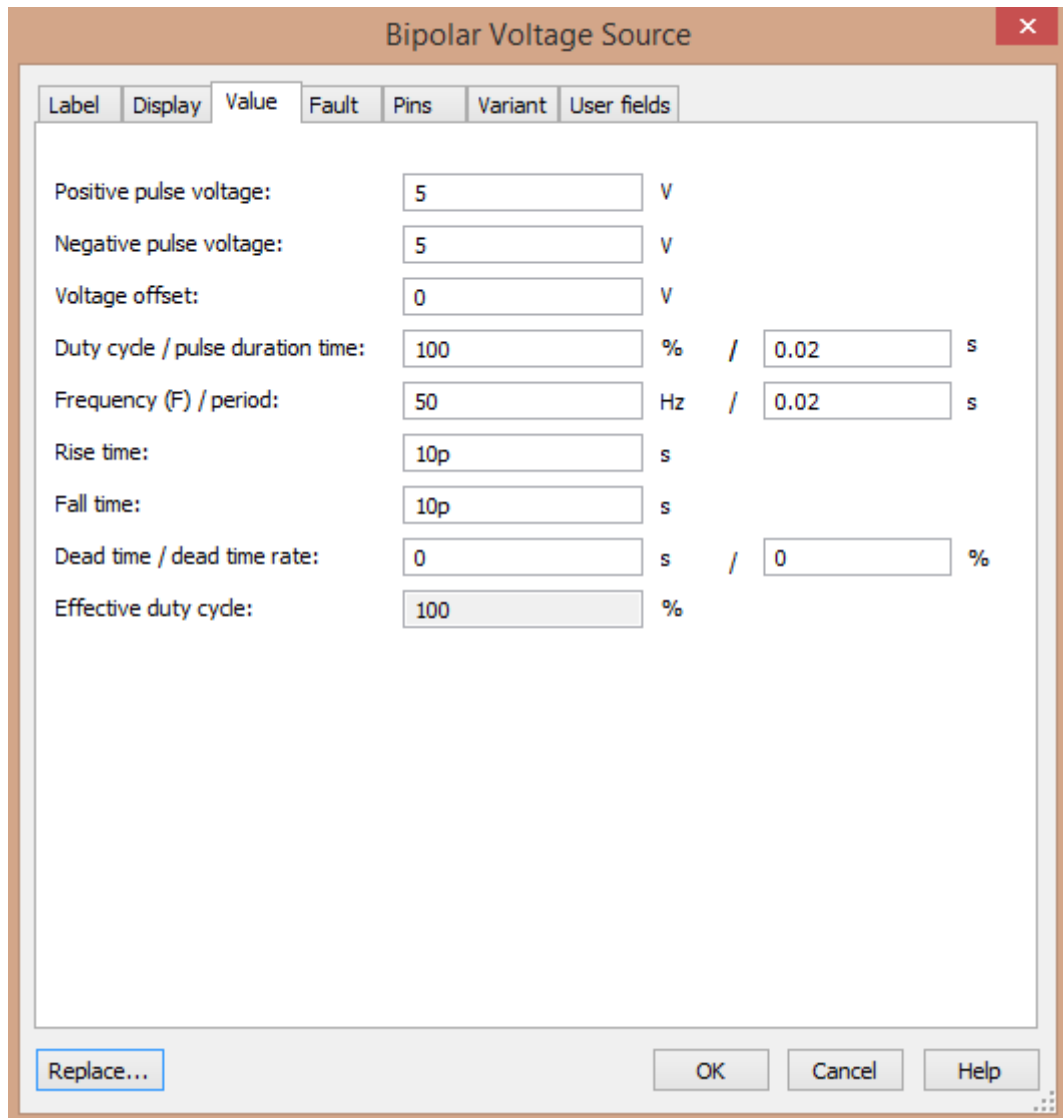 Bipolar Voltage Source
Label Display Value Fault Pins Variant User fields
Positive pulse voltage: 5 V
Negative pulse voltage: 5 V
Voltage offset: 0 V
Duty cycle / pulse duration time: 100 % / 0.02 s
Frequency (F) / period: 50 Hz / 0.02 s
Rise time: 10p s
Fall time: 10p s
Dead time / dead time rate: 0 s / 0 %
Effective duty cycle: 100 %
Replace... OK Cancel Help